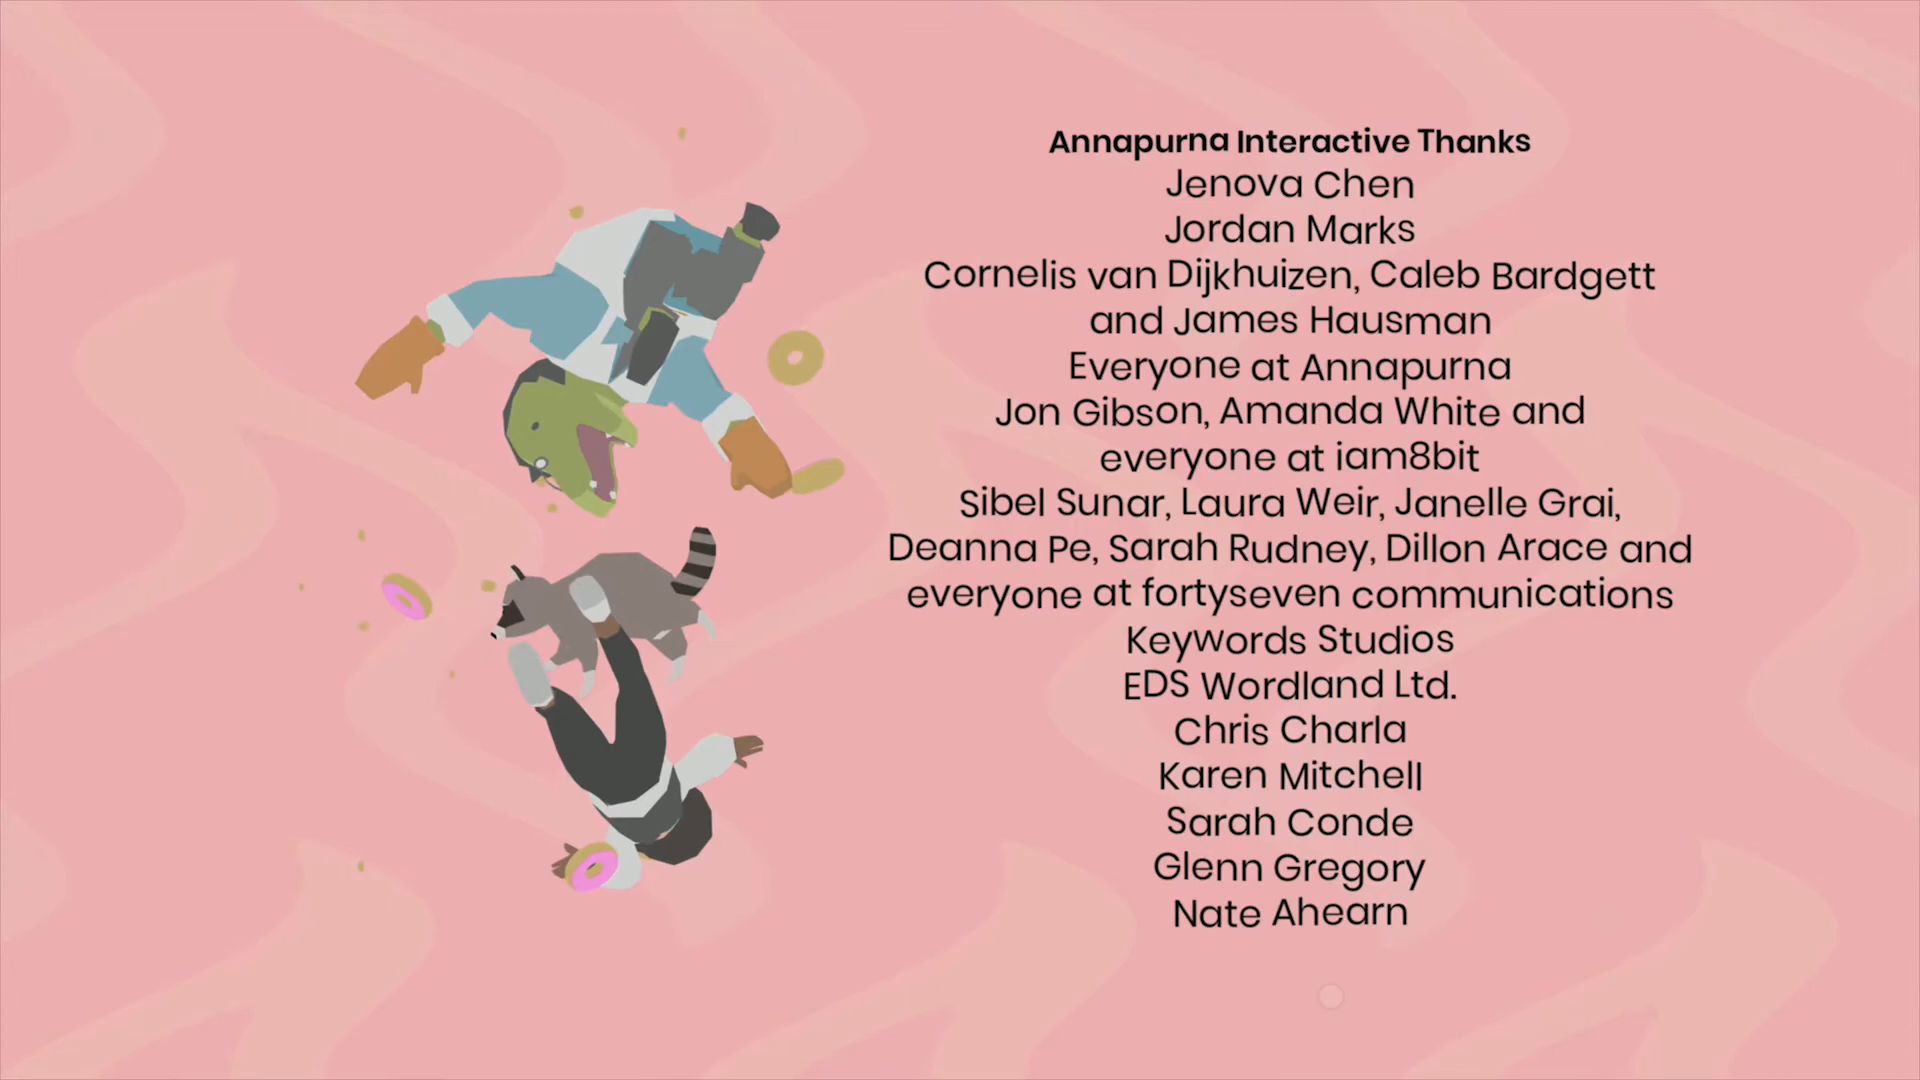 Annapurna Interactive Thanks
Jenova Chen
Jordan Marks
Cornelis van Dijkhuizen, Caleb Bardgett
and James Hausman
Everyone at Annapurna
Jon Gibson, Amanda White and
everyone at iam8bit
Sibel Sunar, Laura Weir, Janelle Grai,
Deanna Pe, Sarah Rudney, Dillon Arace and
everyone at fortyseven communications
Keywords Studios
EDS Wordland Ltd.
Chris Charla
Karen Mitchell
Sarah Conde
Glenn Gregory
Nate Ahearn